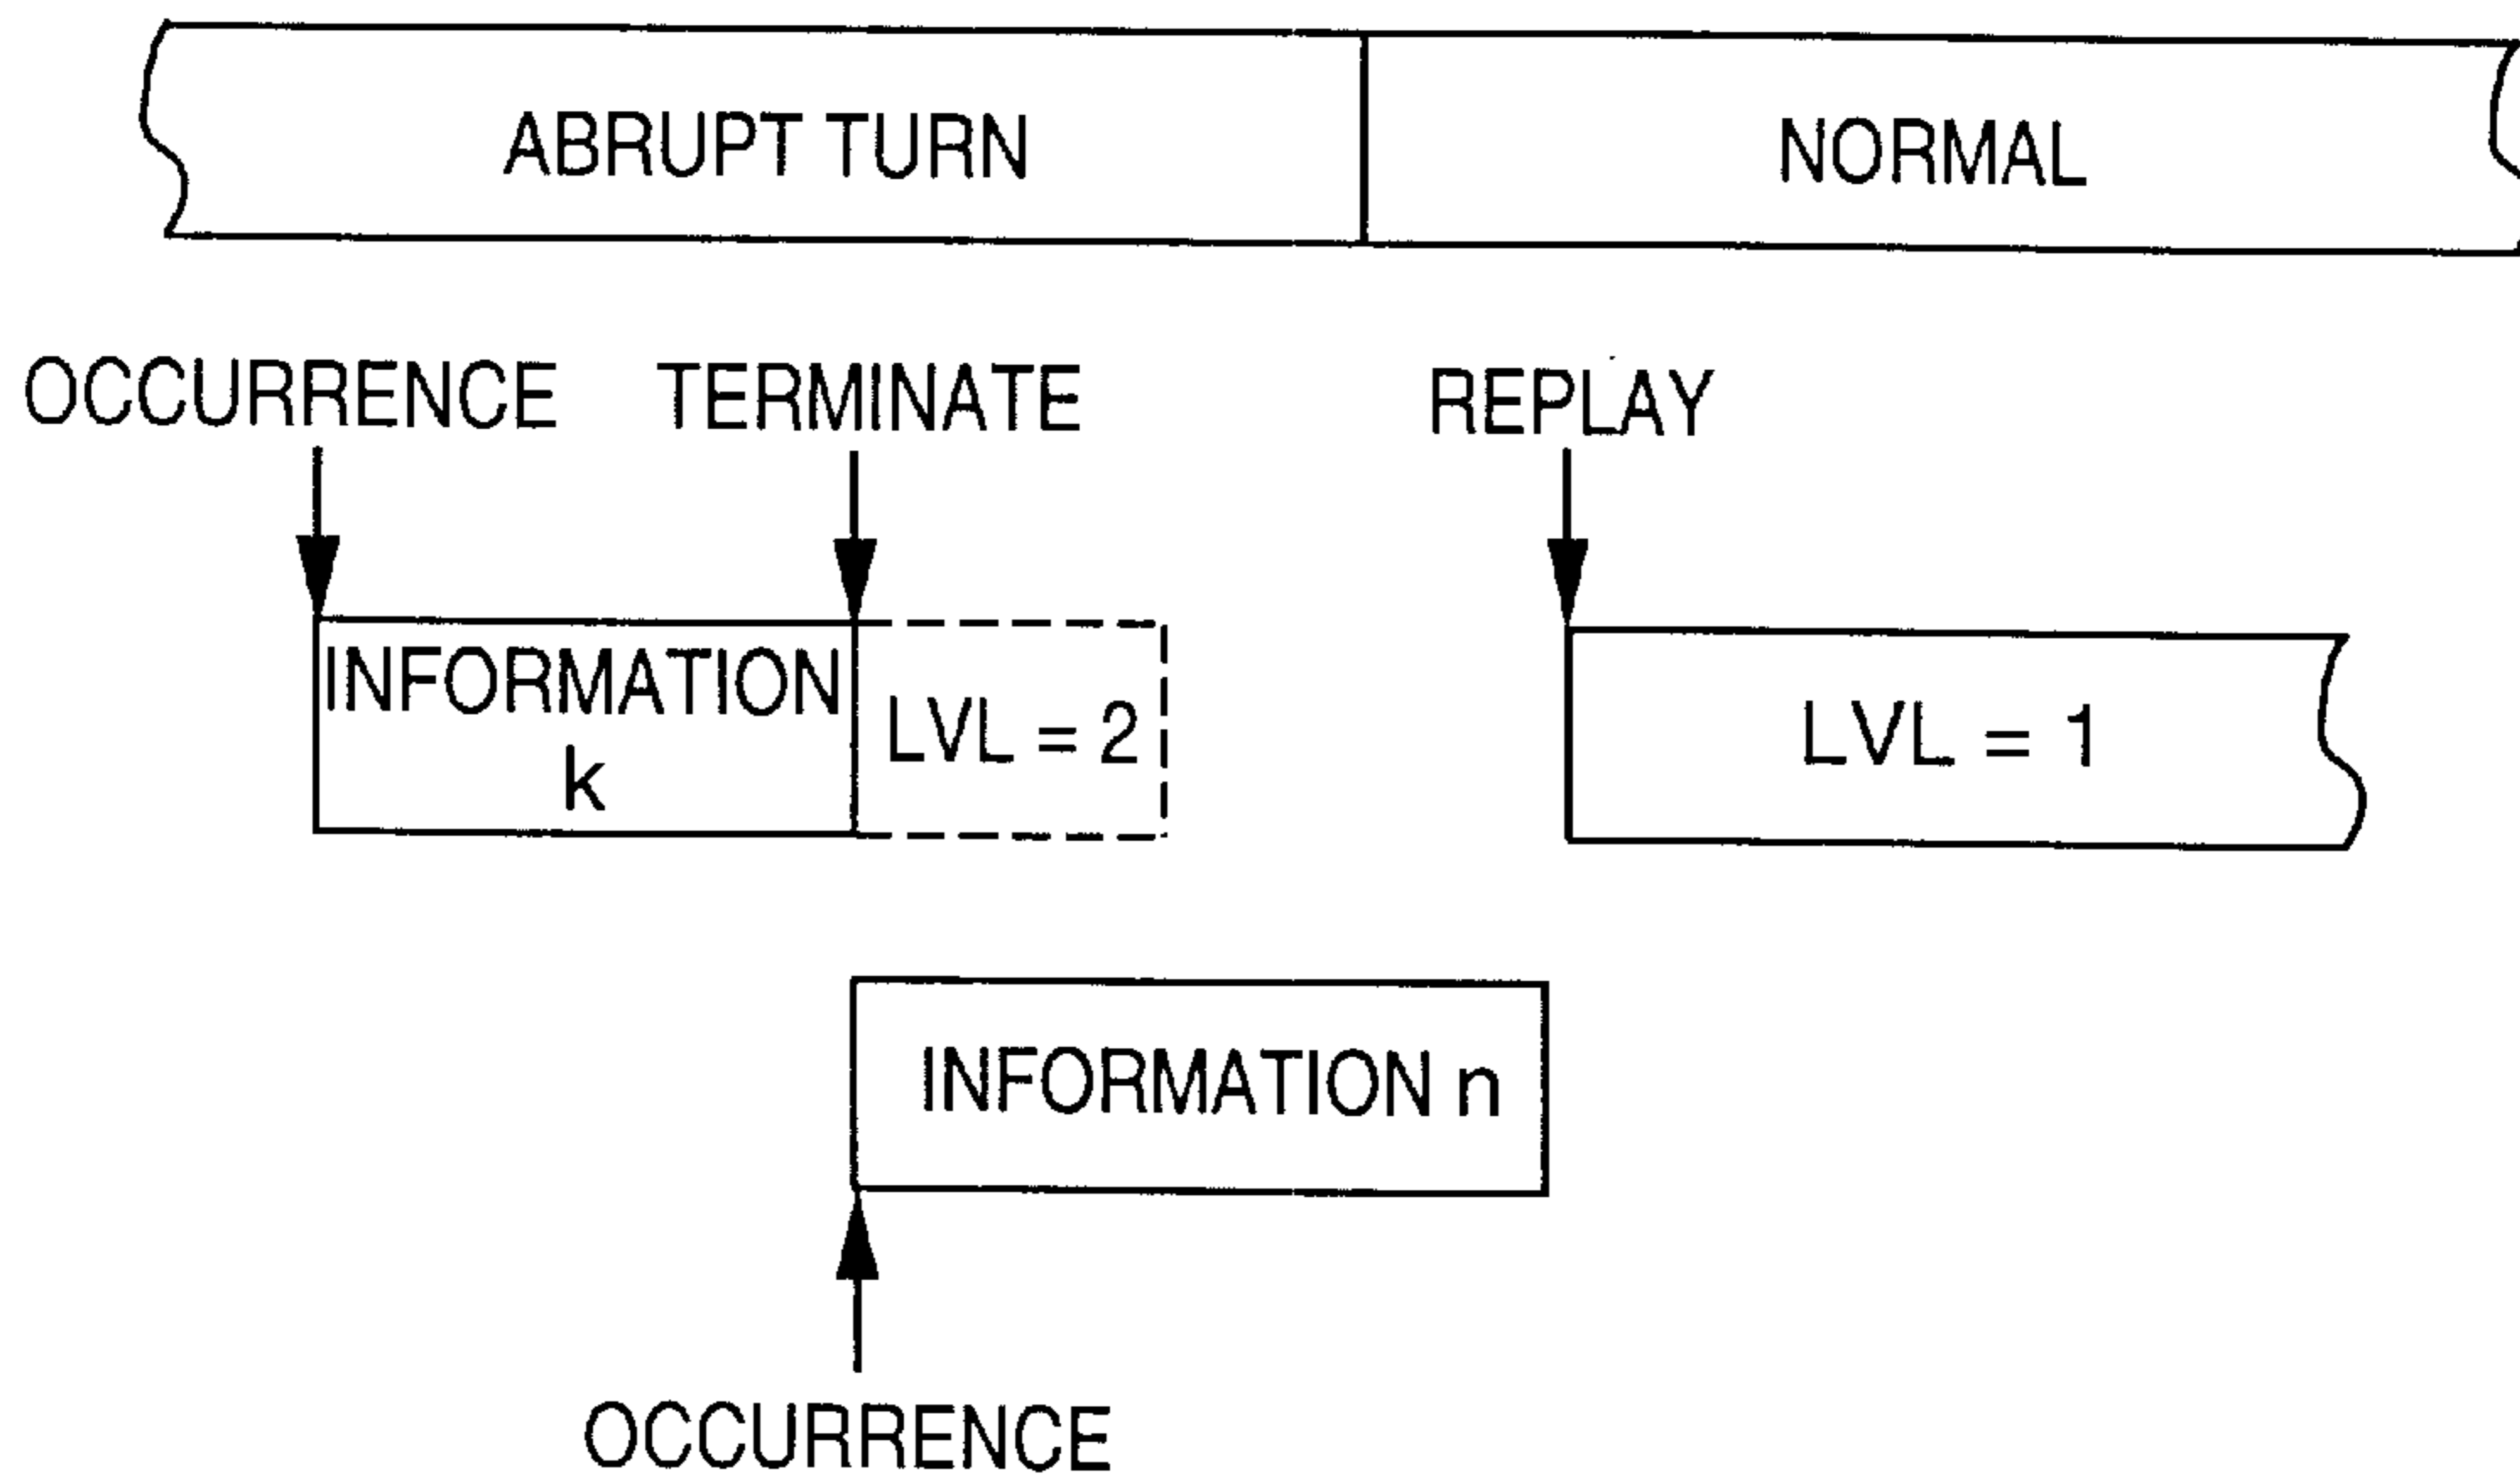 ABRUPT TURN
NORMAL
OCCURRENCE
TERMINATE
REPLAY
INFORMATION
k
LVL = 2
LVL = 1
INFORMATION n
OCCURRENCE